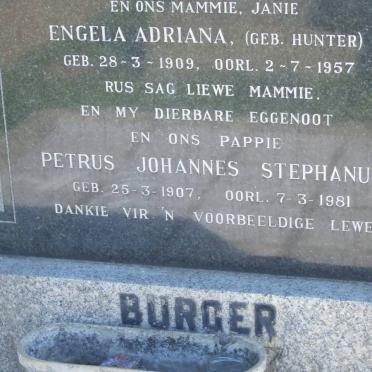 EN ONS MAMMIE, JANIE
ENGELA ADRIANA, (GEB. HUNTER)
GEB. 28-3-1909, OORL. 2-7-1957
RUS SAG LIEWE MAMMIE.
EN MY DIERBARE EGGENOOT
EN ONS PAPPIE
PETRUS JOHANNES STEPHANU
GEB. 25-3-1907, OORL. 7-3-1981
DANKIE VIR 'N VOORBEELDIGE LEWE
BURGER